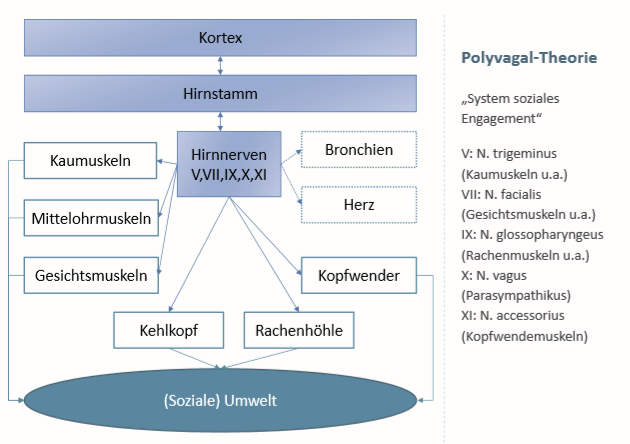 Kortex
Hirnstamm
Hirnnerven
V,VII,IX,X,XI
Kaumuskeln
Mittelohrmuskeln
Gesichtsmuskeln
Bronchien
Herz
Kopfwender
Kehlkopf
Rachenhöhle
(Soziale) Umwelt
Polyvagal-Theorie
„System soziales
Engagement“
V: N. trigeminus
(Kaumuskeln u.a.)
VII: N. facialis
(Gesichtsmuskeln u.a.)
IX: N. glossopharyngeus
(Rachenmuskeln u.a.)
X: N. vagus
(Parasympathikus)
XI: N. accessorius
(Kopfwendemuskeln)